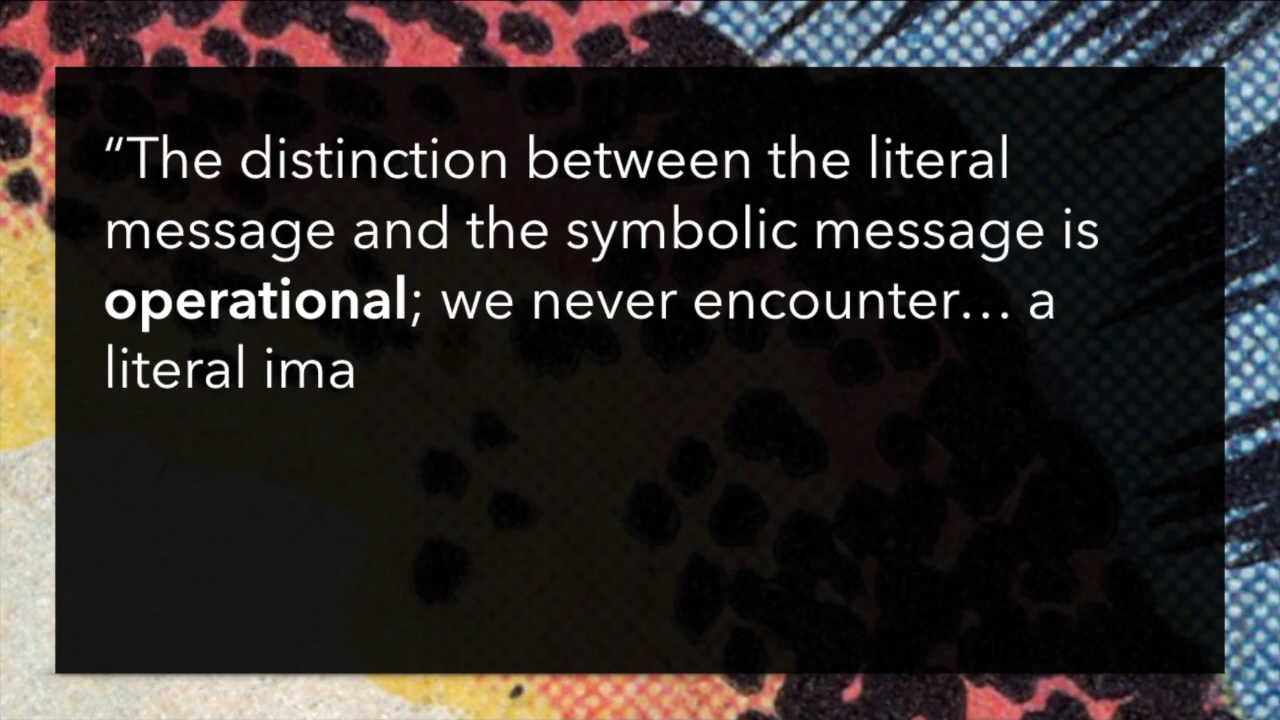 “The distinction between the literal
message and the symbolic message is
operational; we never encounter… a
literal ima